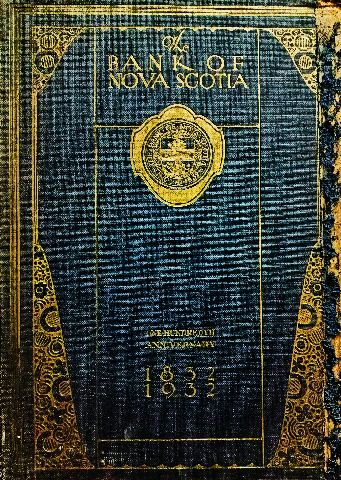 The
BANK OF
NOVA SCOTIA
ONE HUNDREDTH
ANNIVERSARY
1832
1932